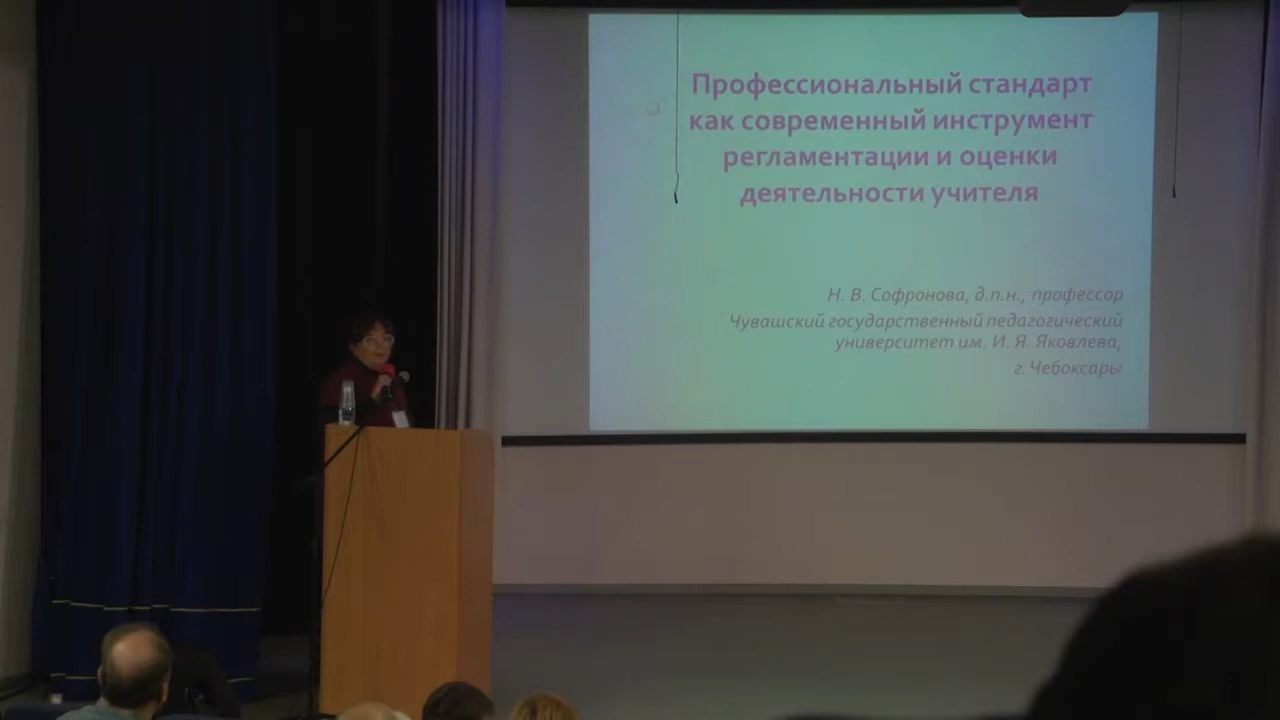 Профессиональный стандарт
как современный инструмент
регламентации и оценки
деятельности учителя
Н. В. Софронова, д.п.н., профессор
Чувашский государственный педагогический
университет им. И. Я. Яковлева,
г. Чебоксары